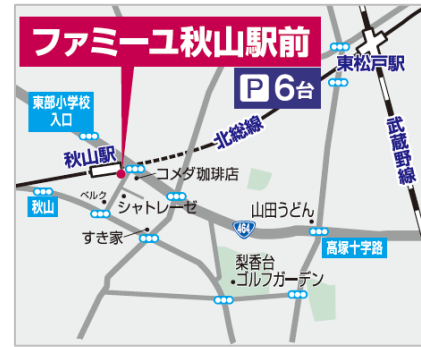 ファミーユ秋山駅前
P 6台
東松戸駅
東部小学校
入口
北総線
武蔵野線
秋山駅
コメダ珈琲店
秋山
ベルク
シャトレーゼ
山田うどん
464
すき家
高塚十字路
梨香台
ゴルフガーデン